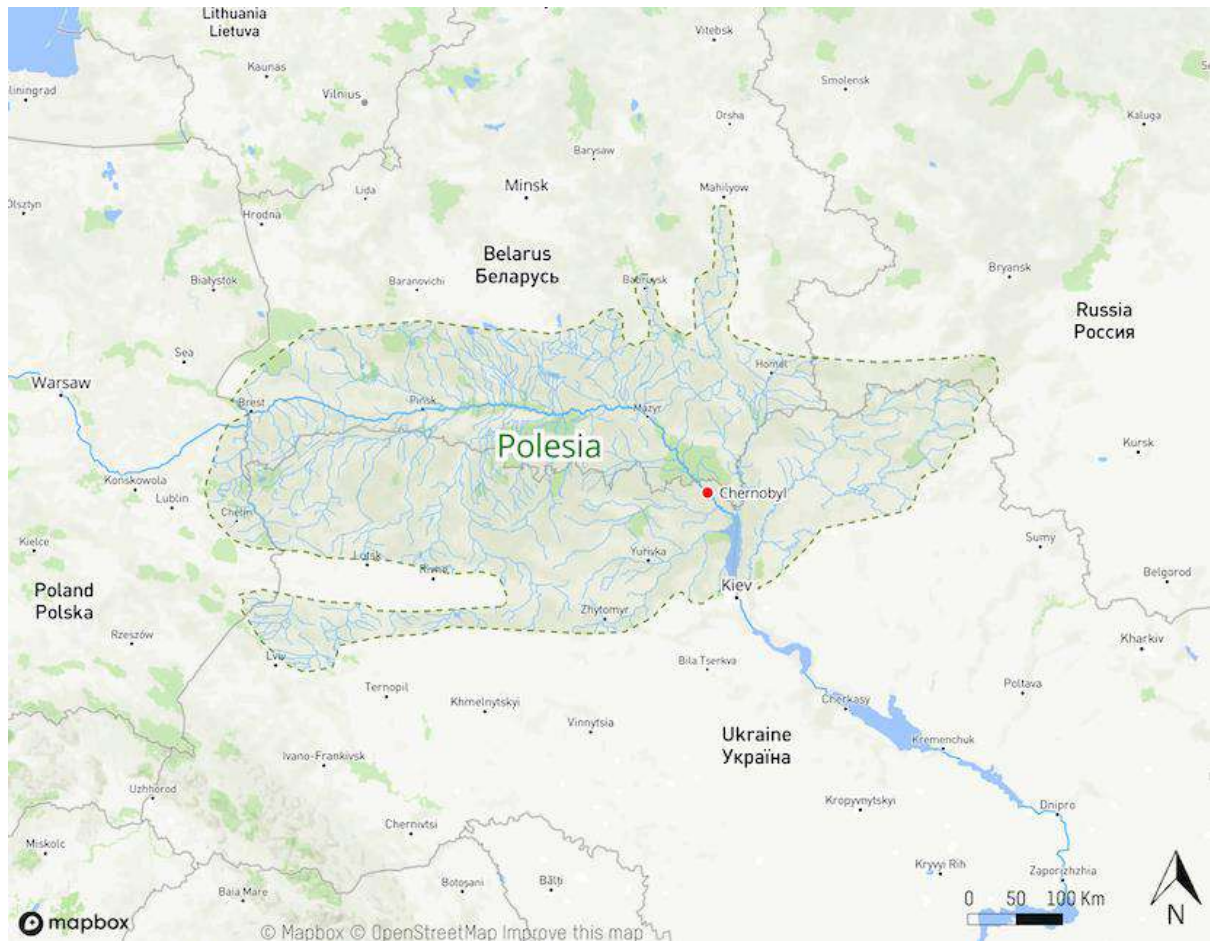 Lithuania
Lietuva
Vitebsk
Kaunas
Smolensk
Vilnius
Kaluga
Orsha
Barysaw
Minsk
Mahilyow
Lida
Olsztyn
Hrodna
Belarus
Беларусь
Bryansk
Białystok
Baranovichi
Babruysk
Russia
Россия
Sea
Homel
Warsaw
Brest
Pinsk
Mazyr
Polesia
Kursk
Końskowola
Lublin
Chernobyl
Chełm
Sumy
Kielce
Lutsk
Yurivka
Rivne
Belgorod
Poland
Polska
Kiev
Zhytomyr
Rzeszów
Kharkiv
Lviv
Bila Tserkva
Ternopil
Poltava
Khmelnytskyi
Cherkasy
Vinnytsia
Ukraine
Україна
Kremenchuk
Ivano-Frankivsk
Uzhhorod
Kropyvnytskyi
Dnipro
Chernivtsi
Miskolc
Kryvyi Rih
Zaporizhzhia
Botoșani
Bălți
Baia Mare
0 50 100 Km
N
mapbox
© Mapbox © OpenStreetMap Improve this map